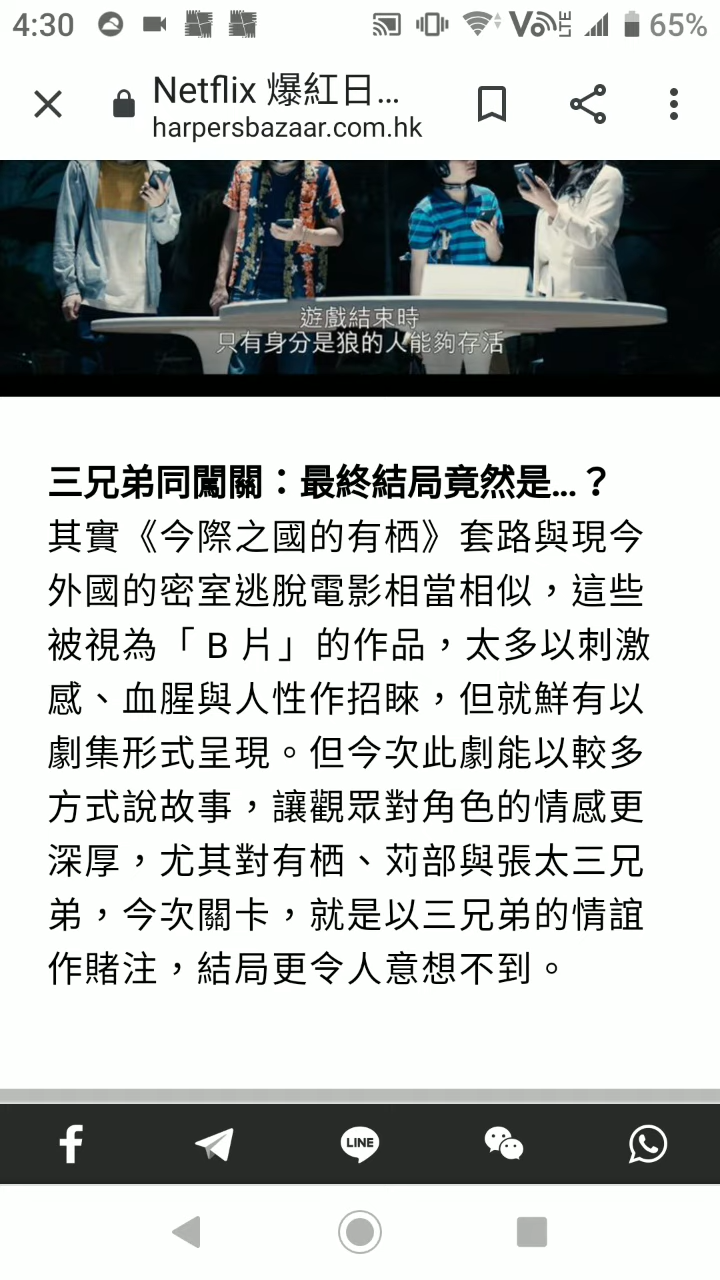 4:30
LTE
65%
Netflix 爆紅日...
harpersbazaar.com.hk
遊戲結束時
只有身分是狼的人能夠存活
三兄弟同闖關：最終結局竟然是...？
其實《今際之國的有栖》套路與現今
外國的密室逃脫電影相當相似，這些
被視為「 B 片」的作品，太多以刺激
感、血腥與人性作招睞，但就鮮有以
劇集形式呈現。但今次此劇能以較多
方式說故事，讓觀眾對角色的情感更
深厚，尤其對有栖、苅部與張太三兄
弟，今次關卡，就是以三兄弟的情誼
作賭注，結局更令人意想不到。
LINE